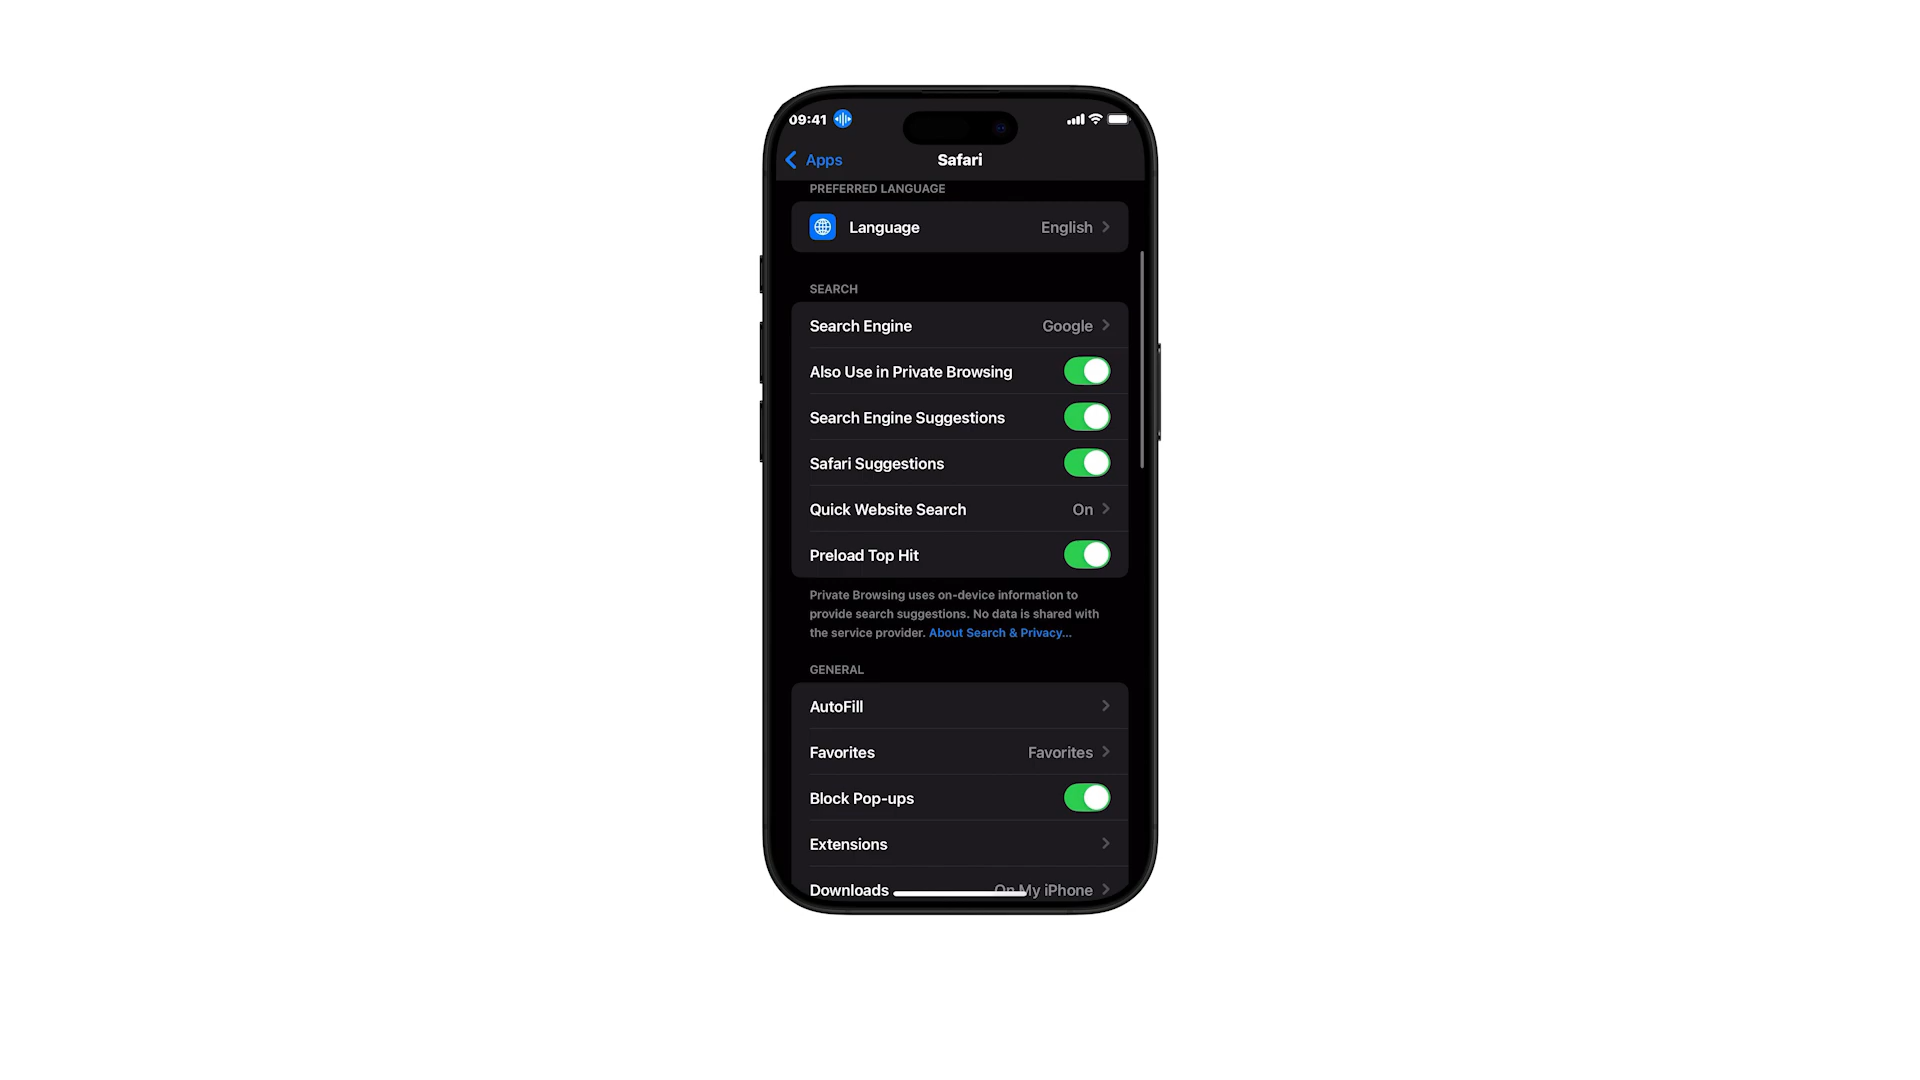 09:41
Apps
Safari
PREFERRED LANGUAGE
Language English
SEARCH
Search Engine Google
Also Use in Private Browsing
Search Engine Suggestions
Safari Suggestions
Quick Website Search On
Preload Top Hit
Private Browsing uses on-device information to
provide search suggestions. No data is shared with
the service provider. About Search & Privacy...
GENERAL
AutoFill
Favorites Favorites
Block Pop-ups
Extensions
Downloads On My iPhone